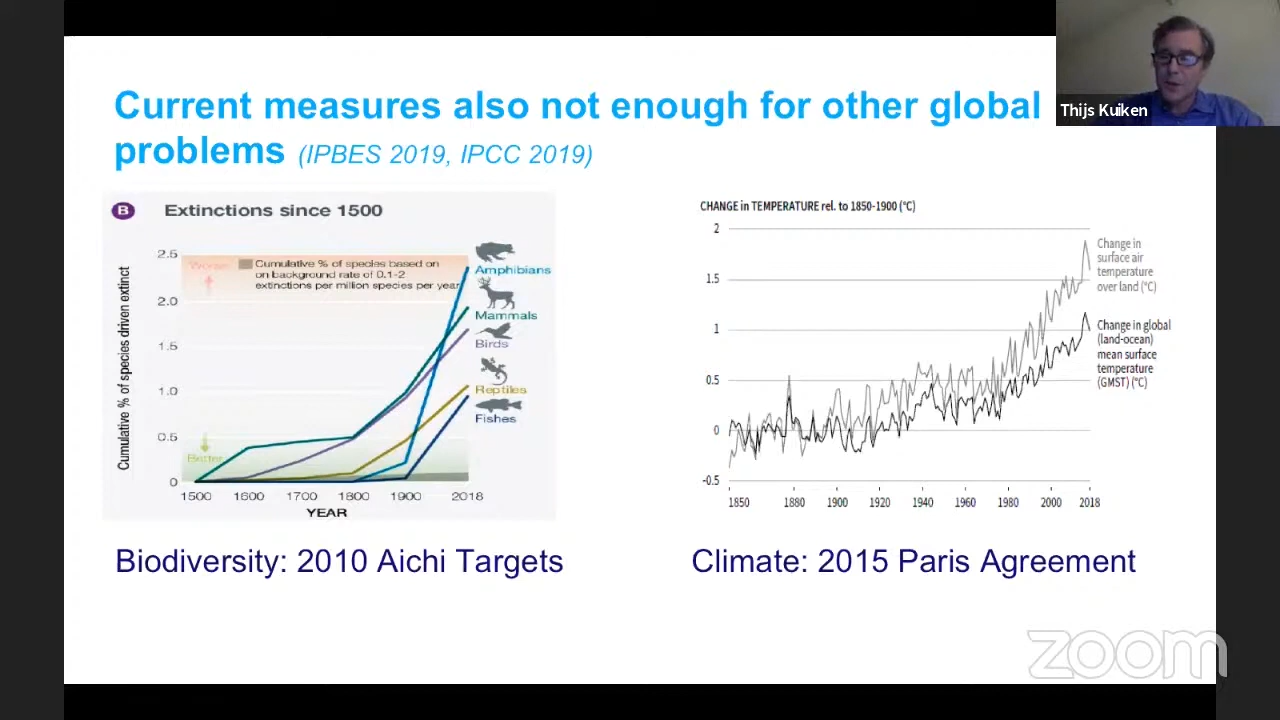 Current measures also not enough for other global
problems (IPBES 2019, IPCC 2019)
Thijs Kuiken
B Extinctions since 1500
Cumulative % of species driven extinct
2.5
2.0
1.5
1.0
0.5
0
Worse
Cumulative % of species based on
on background rate of 0.1-2
extinctions per million species per year
Better
Amphibians
Mammals
Birds
Reptiles
Fishes
1500 1600 1700 1800 1900 2018
YEAR
Biodiversity: 2010 Aichi Targets
CHANGE in TEMPERATURE rel. to 1850-1900 (°C)
2
1.5
1
0.5
0
-0.5
Change in
surface air
temperature
over land (°C)
Change in global
(land-ocean)
mean surface
temperature
(GMST) (°C)
1850 1880 1900 1920 1940 1960 1980 2000 2018
Climate: 2015 Paris Agreement
zoom